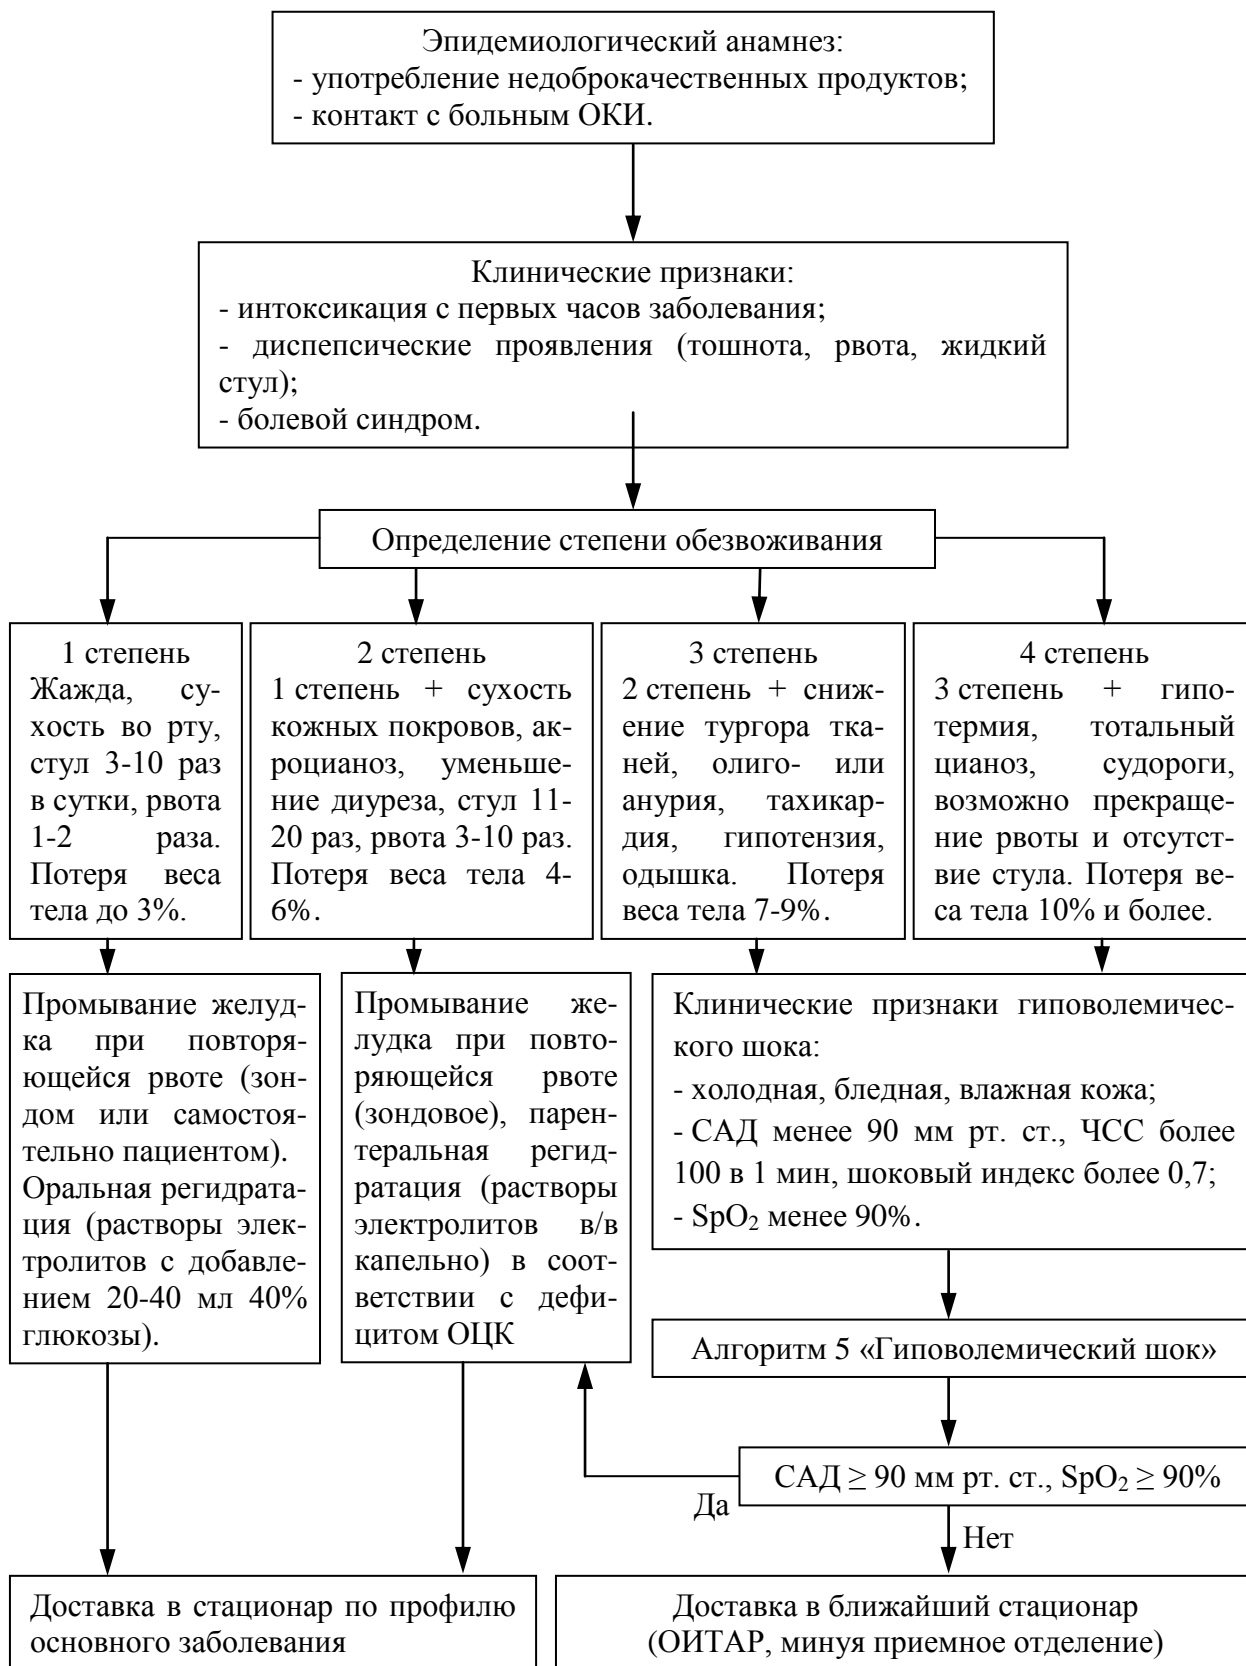 Эпидемиологический анамнез:
- употребление недоброкачественных продуктов;
- контакт с больным ОКИ.
Клинические признаки:
- интоксикация с первых часов заболевания;
- диспепсические проявления (тошнота, рвота, жидкий
стул);
- болевой синдром.
Определение степени обезвоживания
1 степень
Жажда, су-
хость во рту,
стул 3-10 раз
в сутки, рвота
1-2 раза.
Потеря веса
тела до 3%.
2 степень
1 степень + сухость
кожных покровов, ак-
роцианоз, уменьше-
ние диуреза, стул 11-
20 раз, рвота 3-10 раз.
Потеря веса тела 4-
6%.
3 степень
2 степень + сниж-
ение тургора тка-
ней, олиго- или
анурия, тахикар-
дия, гипотензия,
одышка. Потеря
веса тела 7-9%.
4 степень
3 степень + гипо-
термия, тотальный
цианоз, судороги,
возможно прекраще-
ние рвоты и отсутст-
вие стула. Потеря ве-
са тела 10% и более.
Промывание желуд-
ка при повторя-
ющейся рвоте (зон-
дом или самостоя-
тельно пациентом).
Оральная регидрата-
ция (растворы элек-
тролитов с добавле-
нием 20-40 мл 40%
глюкозы).
Промывание же-
лудка при повто-
ряющейся рвоте
(зондовое), парен-
теральная регид-
ратация (растворы
электролитов в/в
капельно) в соот-
ветствии с дефи-
цитом ОЦК
Клинические признаки гиповолемичес-
кого шока:
- холодная, бледная, влажная кожа;
- САД менее 90 мм рт. ст., ЧСС более
100 в 1 мин, шоковый индекс более 0,7;
- SpO₂ менее 90%.
Алгоритм 5 «Гиповолемический шок»
САД ≥ 90 мм рт. ст., SpO₂ ≥ 90%
Да
Нет
Доставка в стационар по профилю
основного заболевания
Доставка в ближайший стационар
(ОИТАР, минуя приемное отделение)